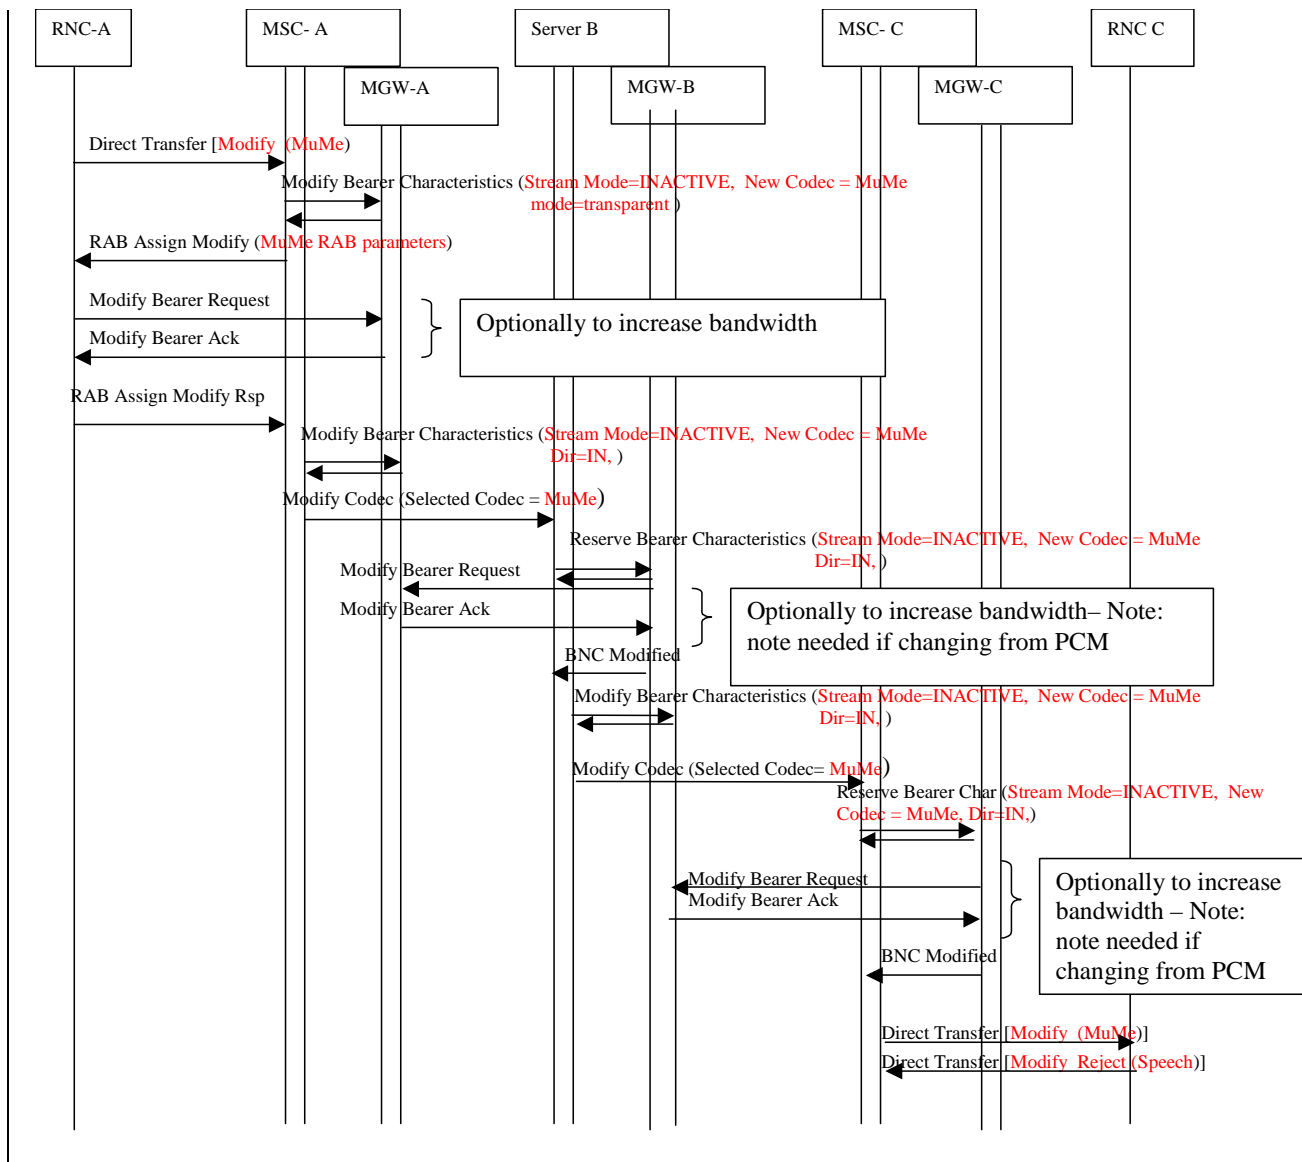 RNC-A
MSC- A
Server B
MSC- C
RNC C
MGW-A
MGW-B
MGW-C
Direct Transfer [Modify  (MuMe)
Modify Bearer Characteristics (Stream Mode=INACTIVE,  New Codec = MuMe
mode=transparent )
RAB Assign Modify (MuMe RAB parameters)
Modify Bearer Request
Optionally to increase bandwidth
Modify Bearer Ack
RAB Assign Modify Rsp
Modify Bearer Characteristics (Stream Mode=INACTIVE,  New Codec = MuMe
Dir=IN, )
Modify Codec (Selected Codec = MuMe)
Reserve Bearer Characteristics (Stream Mode=INACTIVE,  New Codec = MuMe
Dir=IN, )
Modify Bearer Request
Modify Bearer Ack
Optionally to increase bandwidth– Note:
note needed if changing from PCM
BNC Modified
Modify Bearer Characteristics (Stream Mode=INACTIVE,  New Codec = MuMe
Dir=IN, )
Modify Codec (Selected Codec= MuMe)
Reserve Bearer Char (Stream Mode=INACTIVE,  New
Codec = MuMe, Dir=IN,)
Modify Bearer Request
Modify Bearer Ack
Optionally to increase
bandwidth – Note:
note needed if
changing from PCM
BNC Modified
Direct Transfer [Modify  (MuMe)]
Direct Transfer [Modify  Reject (Speech)]